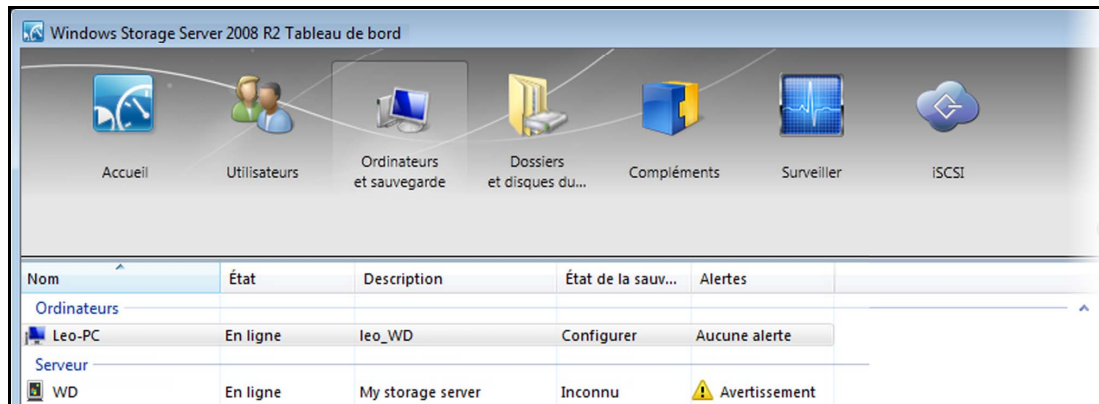 Windows Storage Server 2008 R2 Tableau de bord
Accueil
Utilisateurs
Ordinateurs
et sauvegarde
Dossiers
et disques du...
Compléments
Surveiller
iSCSI
Nom État Description État de la sauv... Alertes
Ordinateurs
Leo-PC En ligne leo_WD Configurer Aucune alerte
Serveur
WD En ligne My storage server Inconnu Avertissement